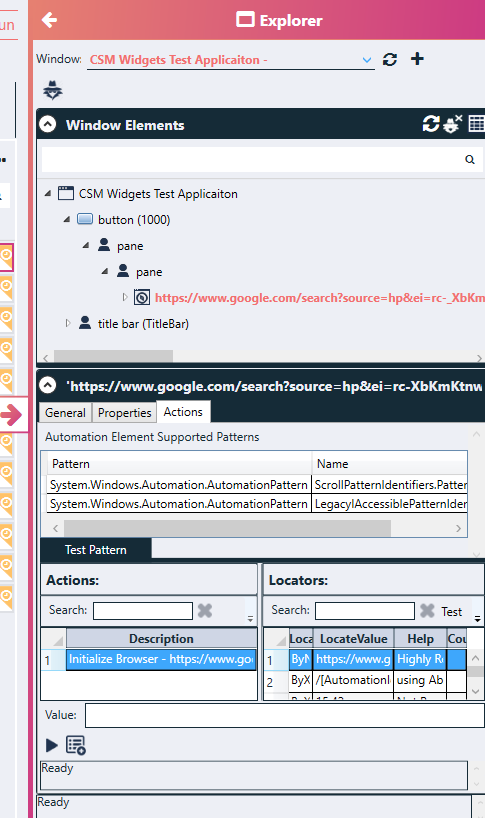 un
Explorer
Window: CSM Widgets Test Applicaiton -
Window Elements
CSM Widgets Test Applicaiton
button (1000)
pane
pane
https://www.google.com/search?source=hp&ei=rc-_XbKm
title bar (TitleBar)
'https://www.google.com/search?source=hp&ei=rc-XbKmKtnw
General Properties Actions
Automation Element Supported Patterns
Pattern Name
System.Windows.Automation.AutomationPattern ScrollPatternIdentifiers.Patter
System.Windows.Automation.AutomationPattern LegacyIAccessiblePatternIden
Test Pattern
Actions: Locators:
Search: Search: Test
Description Loca LocateValue Help Cou
1 Initialize Browser - https://www.goo 1 ByN https://www.g Highly Re
2 ByX /[AutomationI using Ab
Value:
Ready
Ready